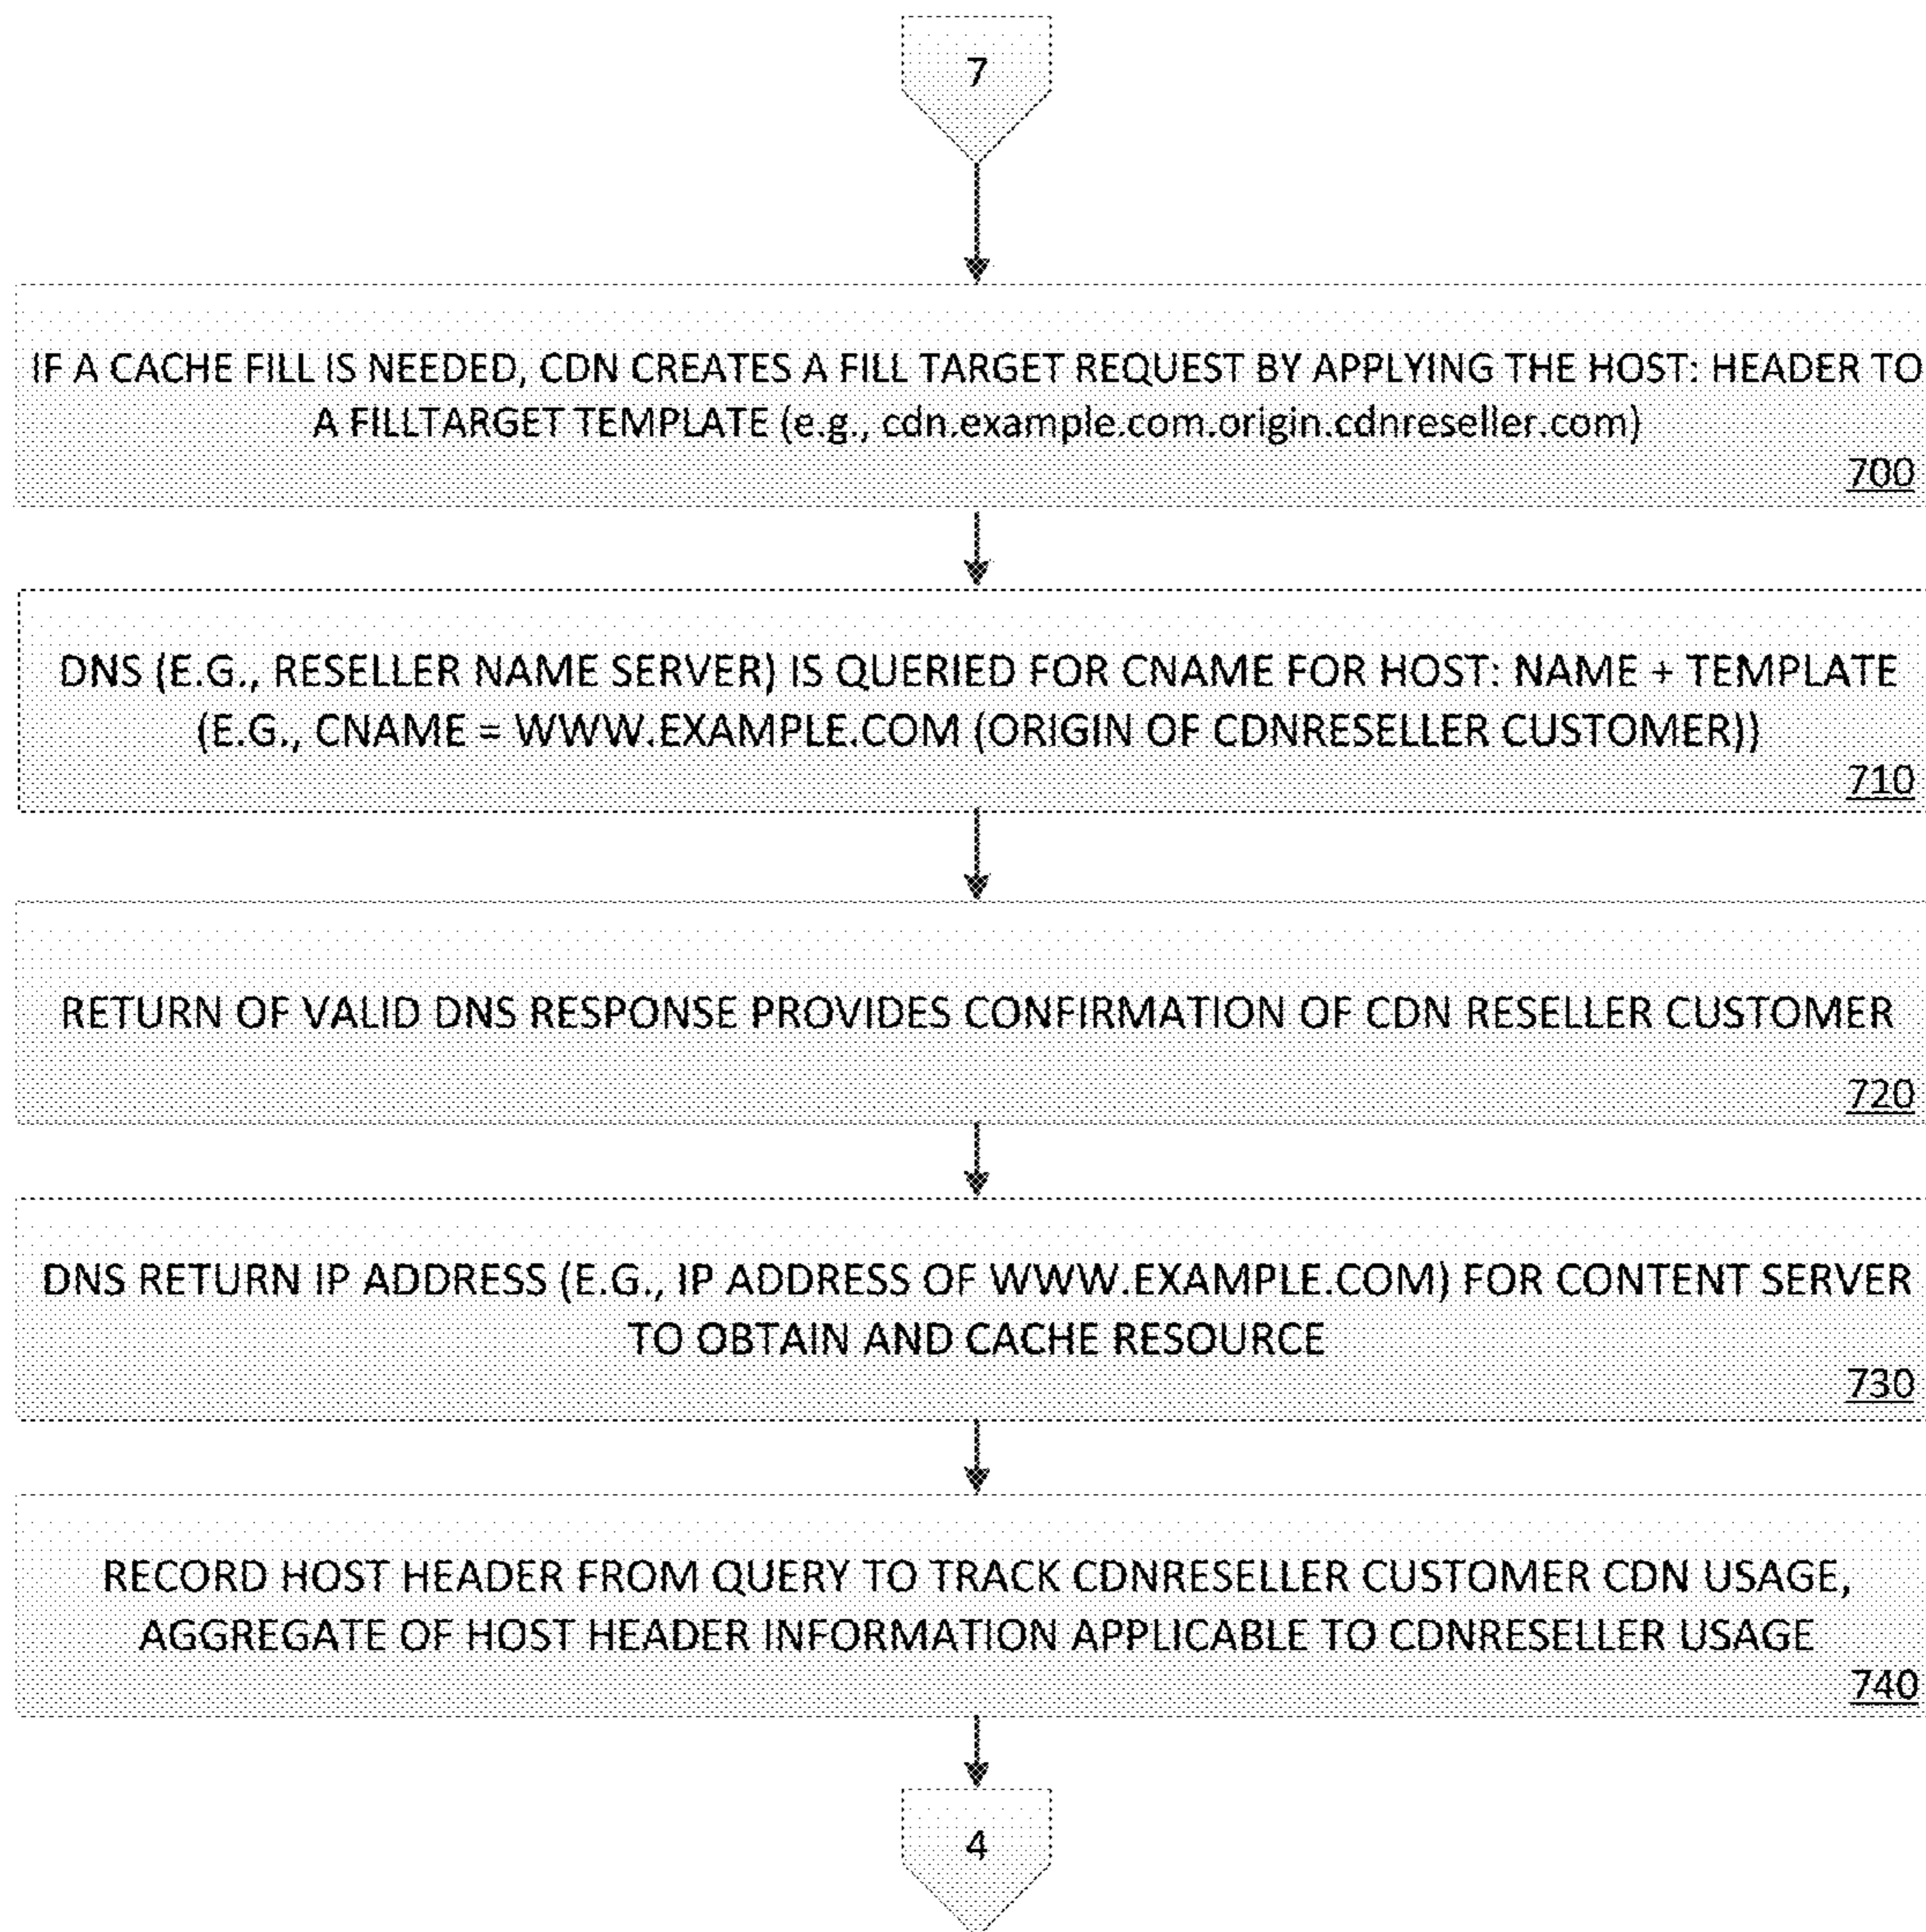 7
IF A CACHE FILL IS NEEDED, CDN CREATES A FILL TARGET REQUEST BY APPLYING THE HOST: HEADER TO
A FILLTARGET TEMPLATE (e.g., cdn.example.com.origin.cdnreseller.com)
700
DNS (E.G., RESELLER NAME SERVER) IS QUERIED FOR CNAME FOR HOST: NAME + TEMPLATE
(E.G., CNAME = WWW.EXAMPLE.COM (ORIGIN OF CDNRESELLER CUSTOMER))
710
RETURN OF VALID DNS RESPONSE PROVIDES CONFIRMATION OF CDN RESELLER CUSTOMER
720
DNS RETURN IP ADDRESS (E.G., IP ADDRESS OF WWW.EXAMPLE.COM) FOR CONTENT SERVER
TO OBTAIN AND CACHE RESOURCE
730
RECORD HOST HEADER FROM QUERY TO TRACK CDNRESELLER CUSTOMER CDN USAGE,
AGGREGATE OF HOST HEADER INFORMATION APPLICABLE TO CDNRESELLER USAGE
740
4